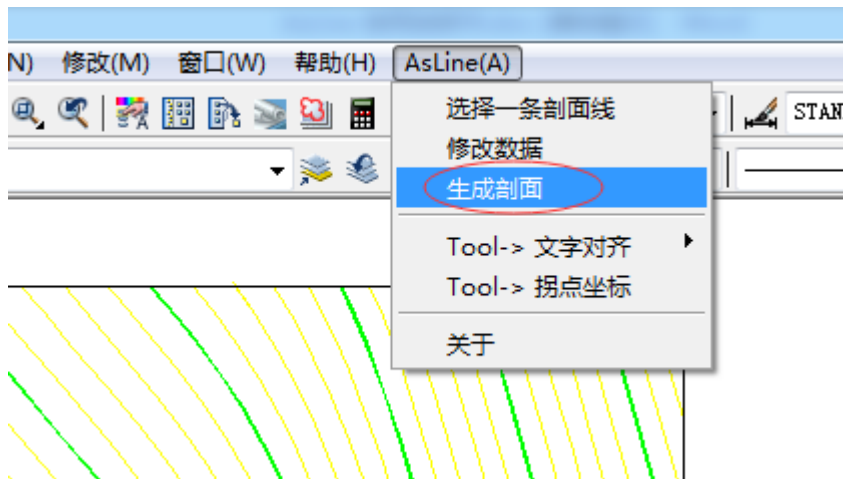 N) 修改(M) 窗口(W) 帮助(H) AsLine(A)
选择一条剖面线
STAN
修改数据
生成剖面
Tool-> 文字对齐
Tool-> 拐点坐标
关于